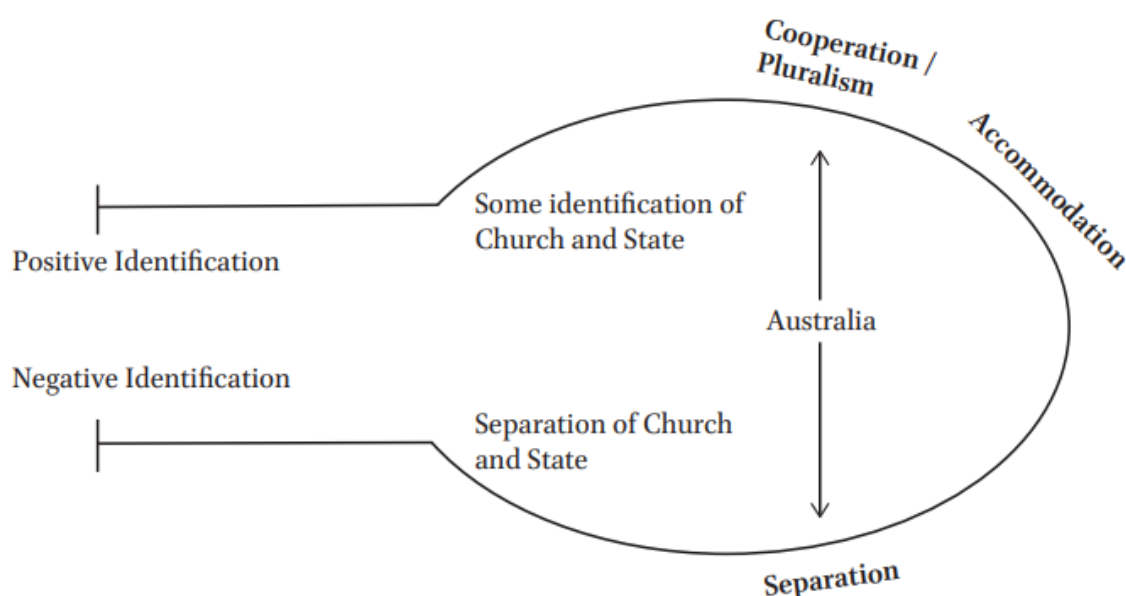 Cooperation /
Pluralism
Accommodation
Some identification of
Church and State
Positive Identification
Australia
Negative Identification
Separation of Church
and State
Separation